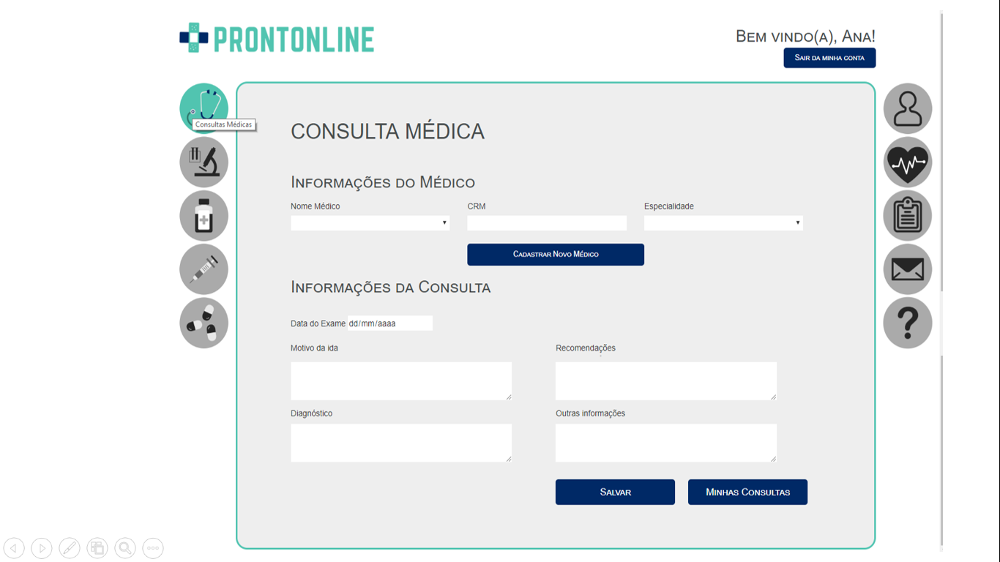 PRONTONLINE
Bem vindo(a), Ana!
Sair da minha conta
Consultas Médicas
CONSULTA MÉDICA
Informações do Médico
Nome Médico CRM Especialidade
Cadastrar Novo Médico
Informações da Consulta
Data do Exame dd/mm/aaaa
Motivo da ida Recomendações
Diagnóstico Outras informações
Salvar Minhas Consultas